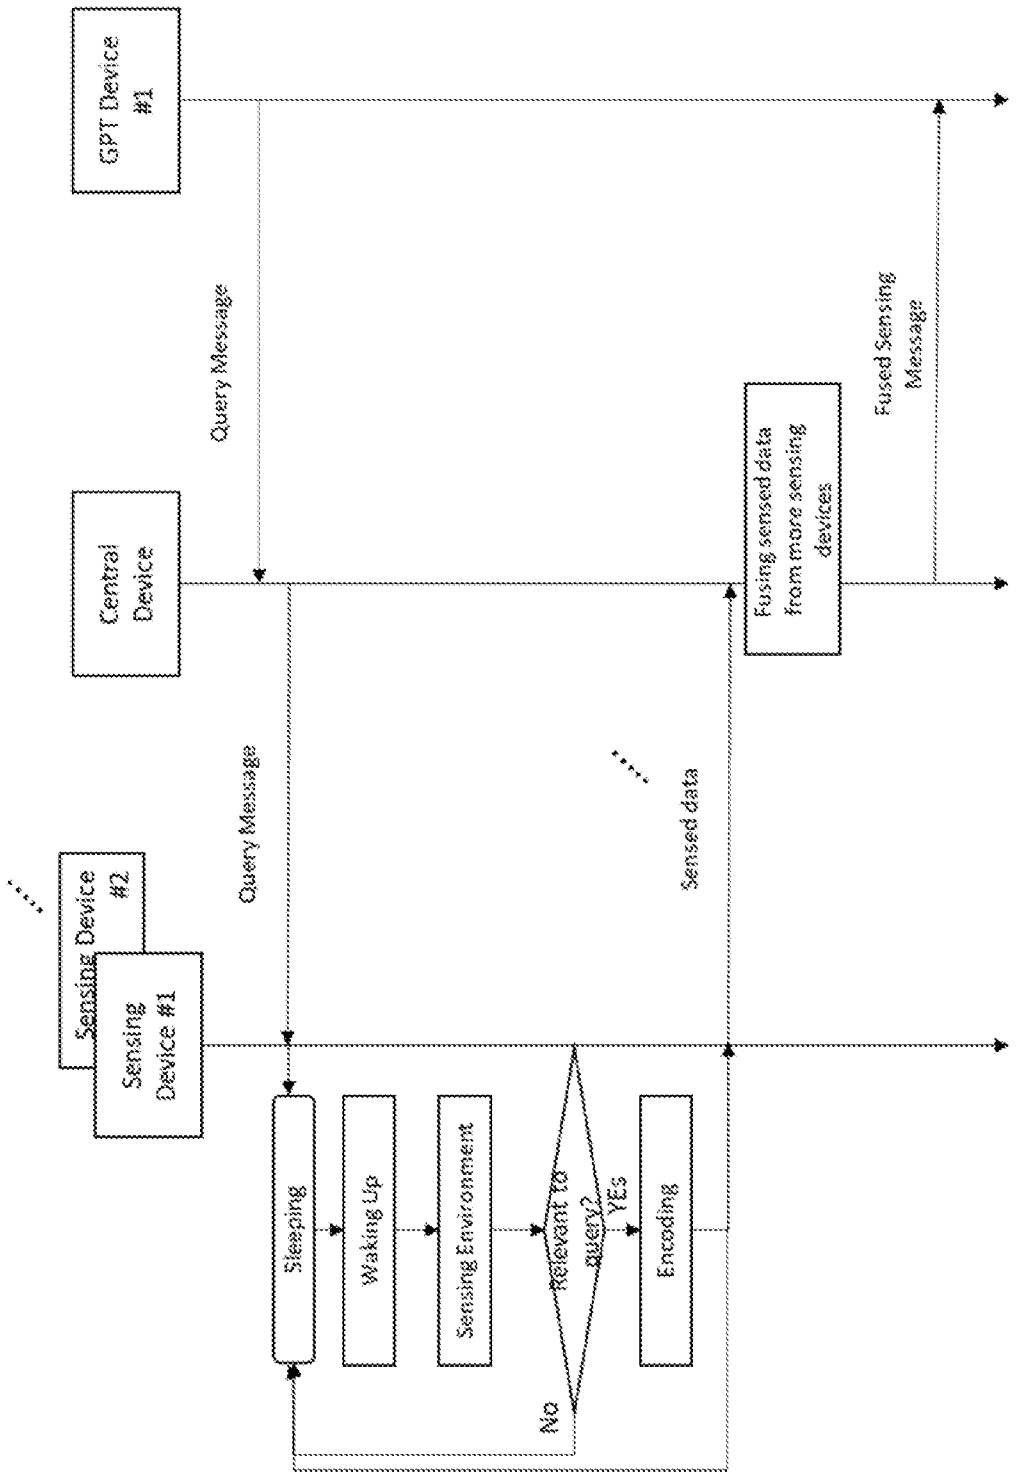 Sensing Device
#2
Sensing
Device #1
Central
Device
GPT Device
#1
Query Message
Query Message
Sleeping
Waking Up
Sensing Environment
Relevant to
query?
No
YEs
Encoding
Sensed data
Fusing sensed data
from more sensing
devices
Fused Sensing
Message